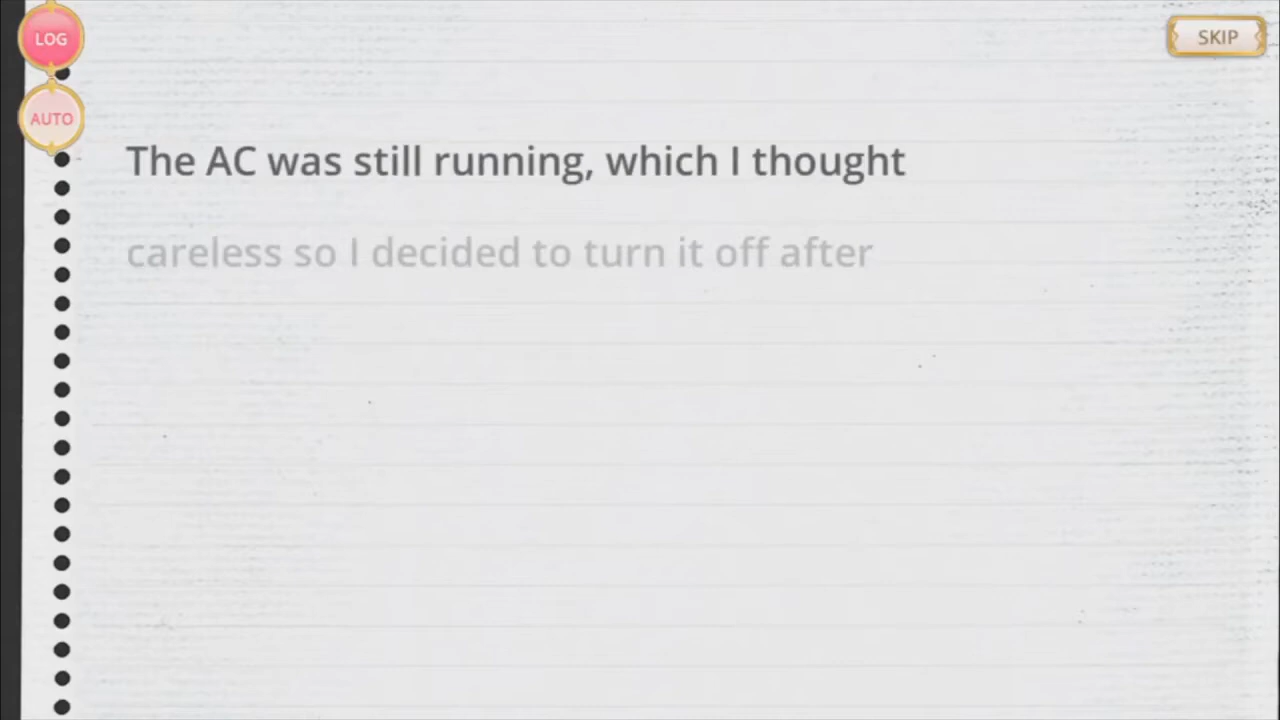 LOG
SKIP
AUTO
The AC was still running, which I thought
careless so I decided to turn it off after